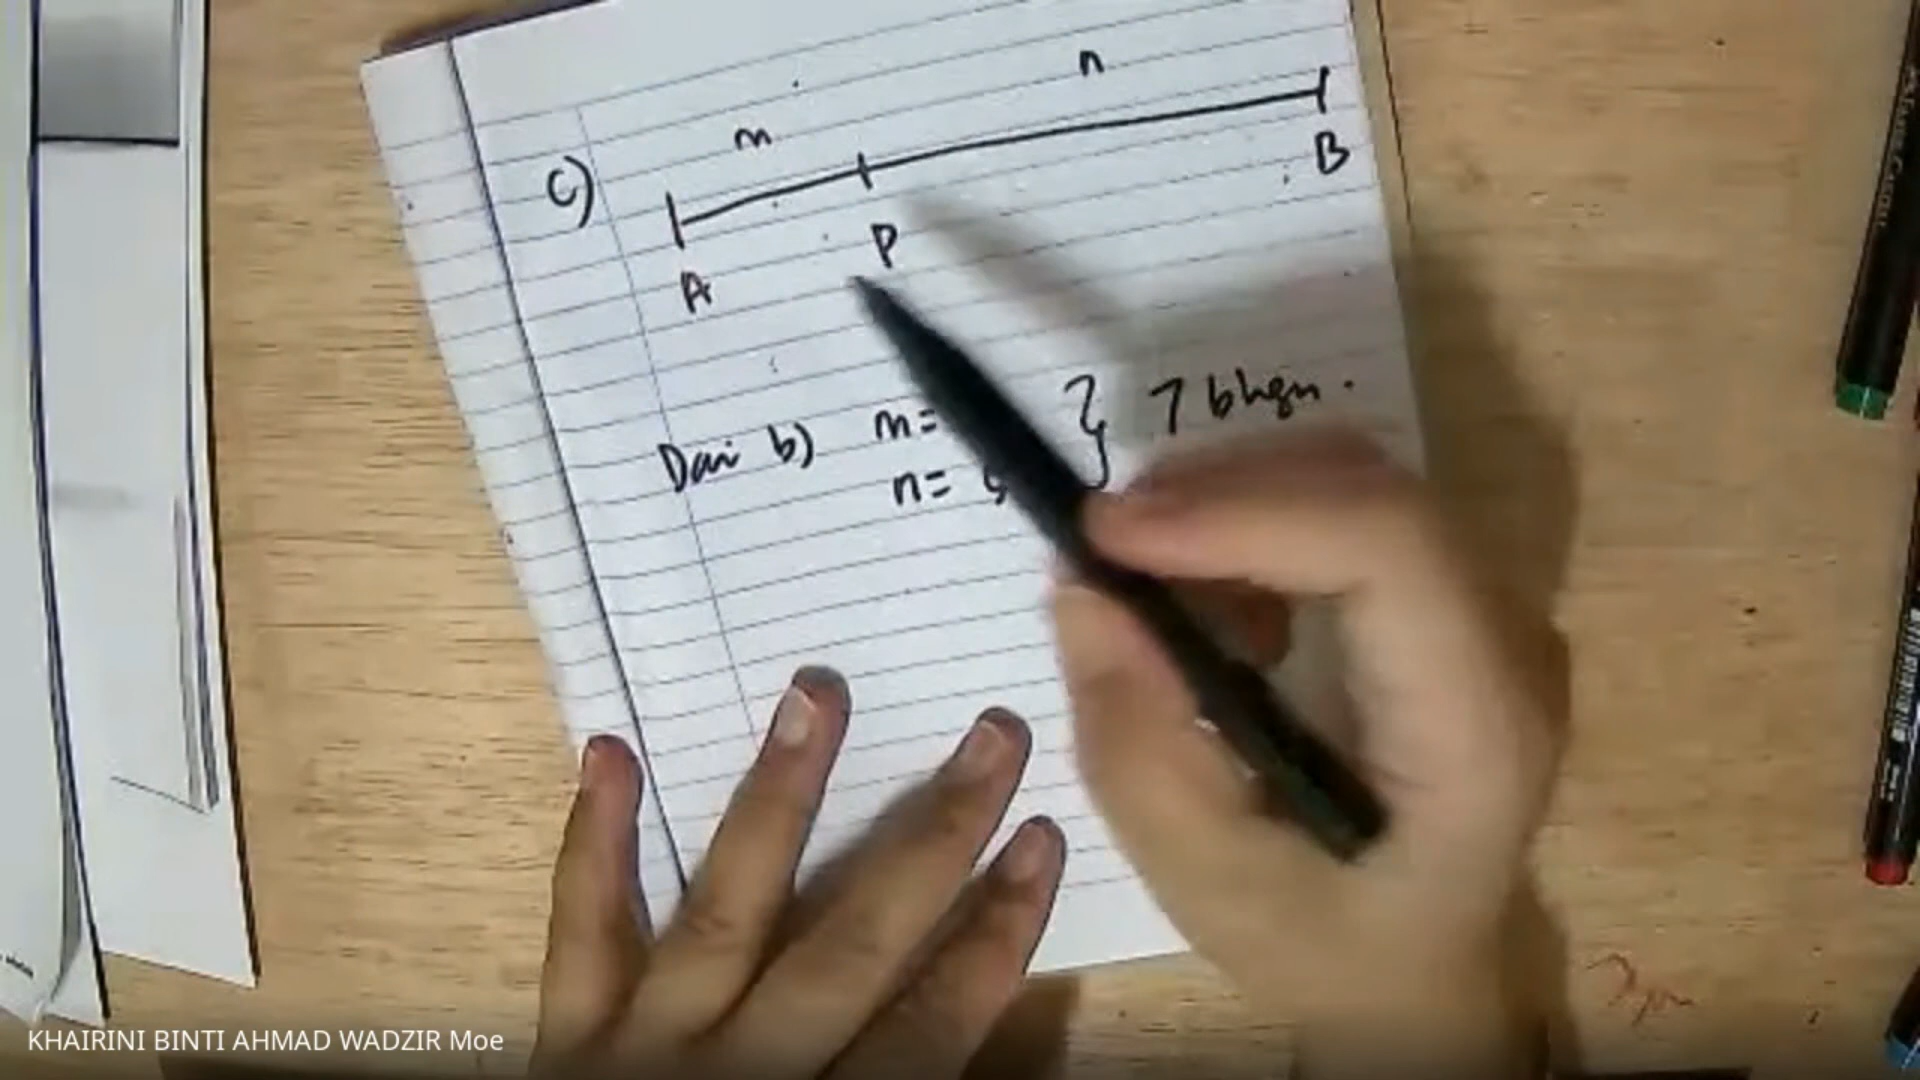 n
m
c)
B
P
A
Dari b) m= } 7 bhgn.
n=
KHAIRINI BINTI AHMAD WADZIR Moe